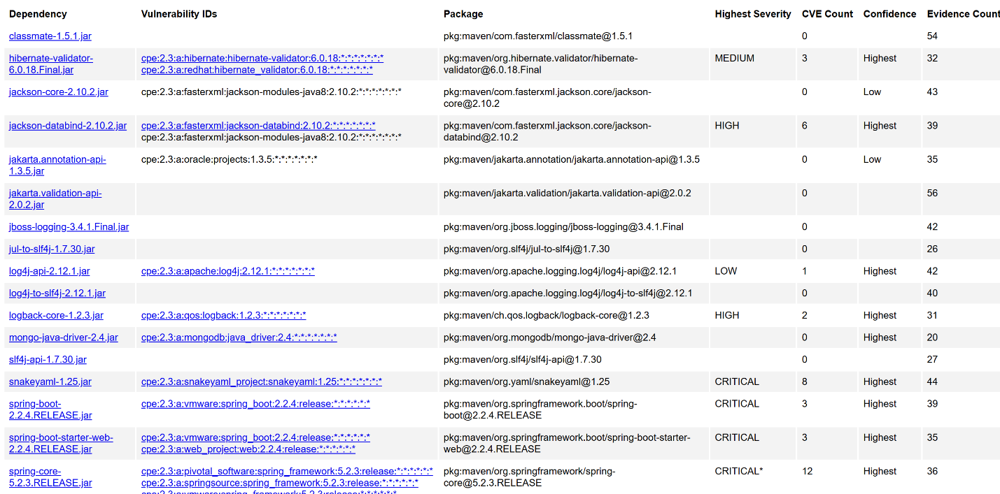 Dependency Vulnerability IDs Package Highest Severity CVE Count Confidence Evidence Count
classmate-1.5.1.jar pkg:maven/com.fasterxml/classmate@1.5.1 0 54
hibernate-validator- cpe:2.3:a:hibernate:hibernate-validator:6.0.18:*:*:*:*:*:*:* pkg:maven/org.hibernate.validator/hibernate- MEDIUM 3 Highest 32
6.0.18.Final.jar cpe:2.3:a:redhat:hibernate_validator:6.0.18:*:*:*:*:*:*:* validator@6.0.18.Final
jackson-core-2.10.2.jar cpe:2.3:a:fasterxml:jackson-modules-java8:2.10.2:*:*:*:*:*:*:* pkg:maven/com.fasterxml.jackson.core/jackson- 0 Low 43
core@2.10.2
jackson-databind-2.10.2.jar cpe:2.3:a:fasterxml:jackson-databind:2.10.2:*:*:*:*:*:*:* pkg:maven/com.fasterxml.jackson.core/jackson- HIGH 6 Highest 39
cpe:2.3:a:fasterxml:jackson-modules-java8:2.10.2:*:*:*:*:*:*:* databind@2.10.2
jakarta.annotation-api- cpe:2.3:a:oracle:projects:1.3.5:*:*:*:*:*:*:* pkg:maven/jakarta.annotation/jakarta.annotation-api@1.3.5 0 Low 35
1.3.5.jar
jakarta.validation-api- pkg:maven/jakarta.validation/jakarta.validation-api@2.0.2 0 56
2.0.2.jar
jboss-logging-3.4.1.Final.jar pkg:maven/org.jboss.logging/jboss-logging@3.4.1.Final 0 42
jul-to-slf4j-1.7.30.jar pkg:maven/org.slf4j/jul-to-slf4j@1.7.30 0 26
log4j-api-2.12.1.jar cpe:2.3:a:apache:log4j:2.12.1:*:*:*:*:*:*:* pkg:maven/org.apache.logging.log4j/log4j-api@2.12.1 LOW 1 Highest 42
log4j-to-slf4j-2.12.1.jar pkg:maven/org.apache.logging.log4j/log4j-to-slf4j@2.12.1 0 40
logback-core-1.2.3.jar cpe:2.3:a:qos:logback:1.2.3:*:*:*:*:*:*:* pkg:maven/ch.qos.logback/logback-core@1.2.3 HIGH 2 Highest 31
mongo-java-driver-2.4.jar cpe:2.3:a:mongodb:java_driver:2.4:*:*:*:*:*:*:* pkg:maven/org.mongodb/mongo-java-driver@2.4 0 Highest 20
slf4j-api-1.7.30.jar pkg:maven/org.slf4j/slf4j-api@1.7.30 0 27
snakeyaml-1.25.jar cpe:2.3:a:snakeyaml_project:snakeyaml:1.25:*:*:*:*:*:*:* pkg:maven/org.yaml/snakeyaml@1.25 CRITICAL 8 Highest 44
spring-boot- cpe:2.3:a:vmware:spring_boot:2.2.4:release:*:*:*:*:*:* pkg:maven/org.springframework.boot/spring- CRITICAL 3 Highest 39
2.2.4.RELEASE.jar boot@2.2.4.RELEASE
spring-boot-starter-web- cpe:2.3:a:vmware:spring_boot:2.2.4:release:*:*:*:*:*:* pkg:maven/org.springframework.boot/spring-boot-starter- CRITICAL 3 Highest 35
2.2.4.RELEASE.jar cpe:2.3:a:web_project:web:2.2.4:release:*:*:*:*:*:* web@2.2.4.RELEASE
spring-core- cpe:2.3:a:pivotal_software:spring_framework:5.2.3:release:*:*:*:*:*:* pkg:maven/org.springframework/spring- CRITICAL* 12 Highest 36
5.2.3.RELEASE.jar cpe:2.3:a:springsource:spring_framework:5.2.3:release:*:*:*:*:*:* core@5.2.3.RELEASE
cpe:2.3:a:vmware:spring_framework:5.2.3:release:*:*:*:*:*:*